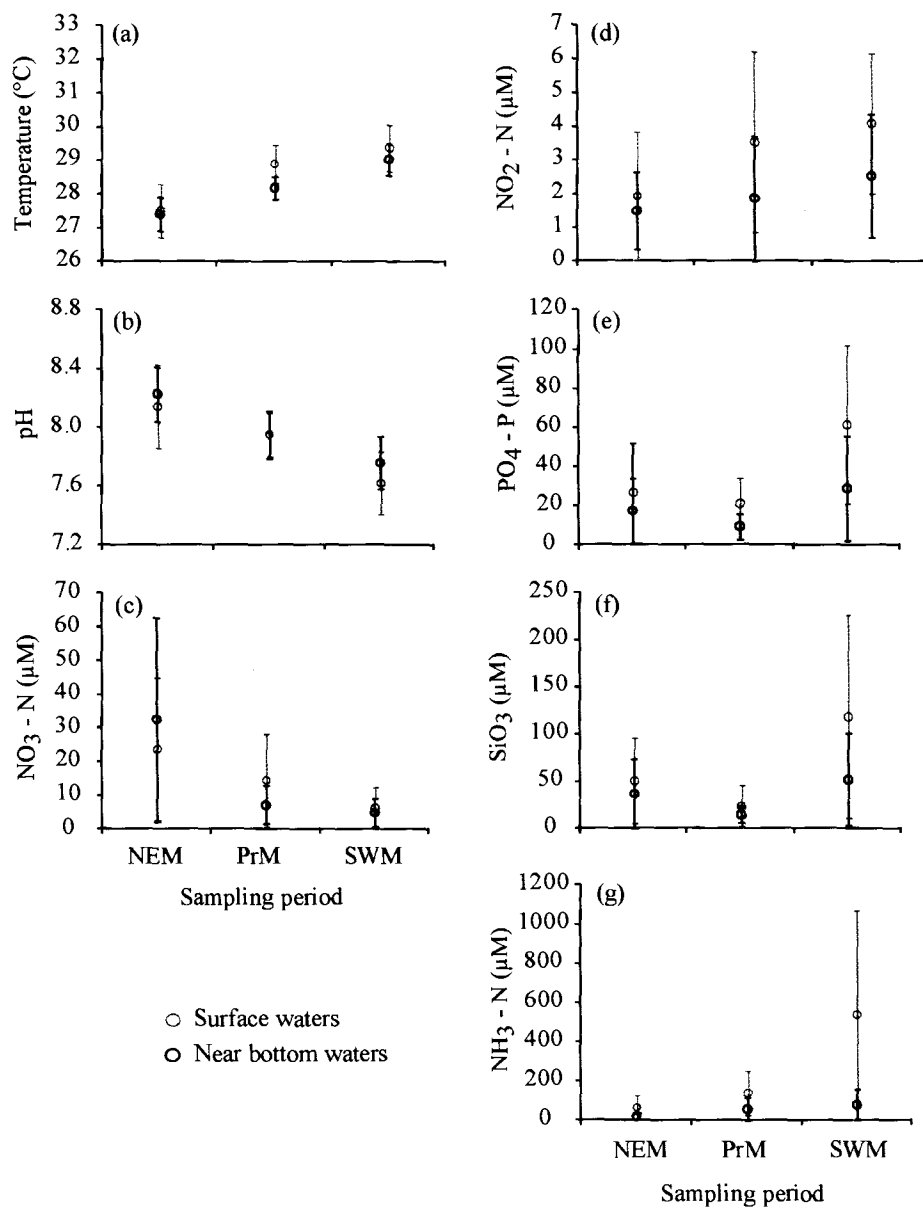 (a)
Temperature (°C)
33
32
31
30
29
28
27
26
(b)
pH
8.8
8.4
8.0
7.6
7.2
(c)
NO3 - N (µM)
70
60
50
40
30
20
10
0
NEM PrM SWM
Sampling period
Surface waters
Near bottom waters
(d)
NO2 - N (µM)
7
6
5
4
3
2
1
0
(e)
PO4 - P (µM)
120
100
80
60
40
20
0
(f)
SiO3 (µM)
250
200
150
100
50
0
(g)
NH3 - N (µM)
1200
1000
800
600
400
200
0
NEM PrM SWM
Sampling period